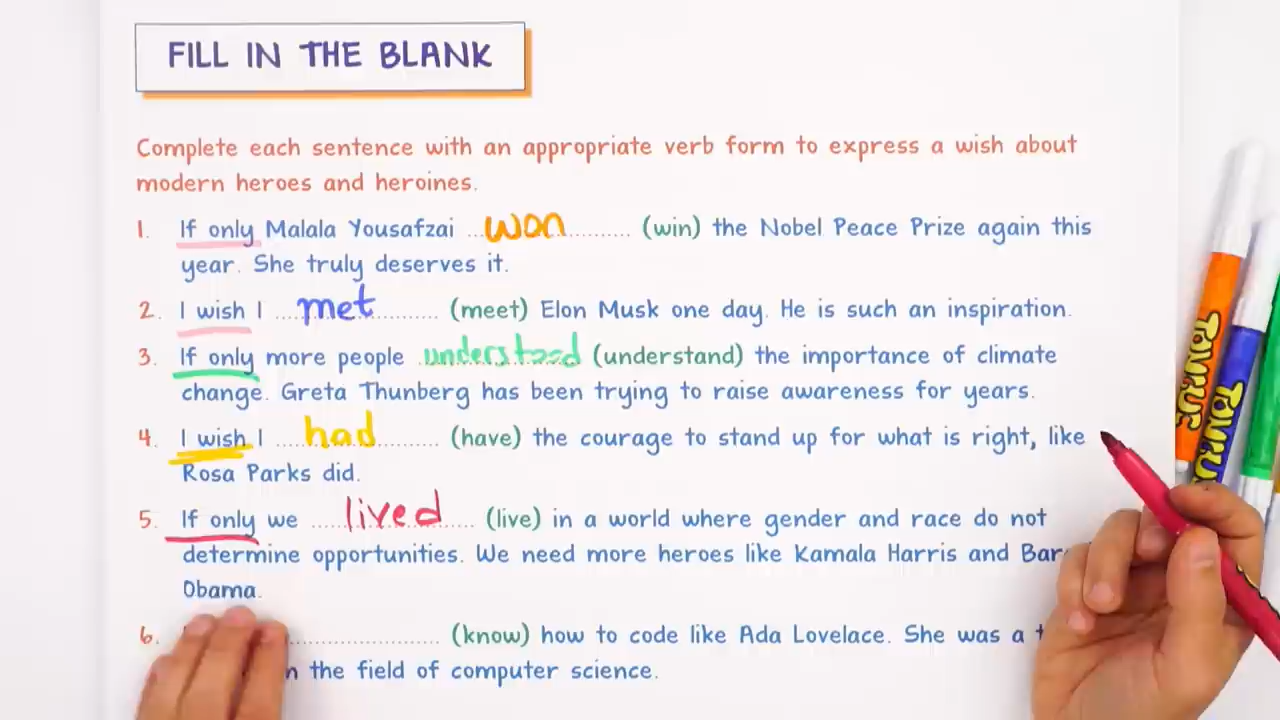 FILL IN THE BLANK
Complete each sentence with an appropriate verb form to express a wish about
modern heroes and heroines.
1. If only Malala Yousafzai ...won........... (win) the Nobel Peace Prize again this
year. She truly deserves it.
2. I wish I ...met........... (meet) Elon Musk one day. He is such an inspiration.
3. If only more people understood (understand) the importance of climate
change. Greta Thunberg has been trying to raise awareness for years.
4. I wish I ...had........... (have) the courage to stand up for what is right, like
Rosa Parks did.
5. If only we ...lived...... (live) in a world where gender and race do not
determine opportunities. We need more heroes like Kamala Harris and
Obama.
6. ...................... (know) how to code like Ada Lovelace. She was a
the field of computer science.
TOMBOW
TOMBOW